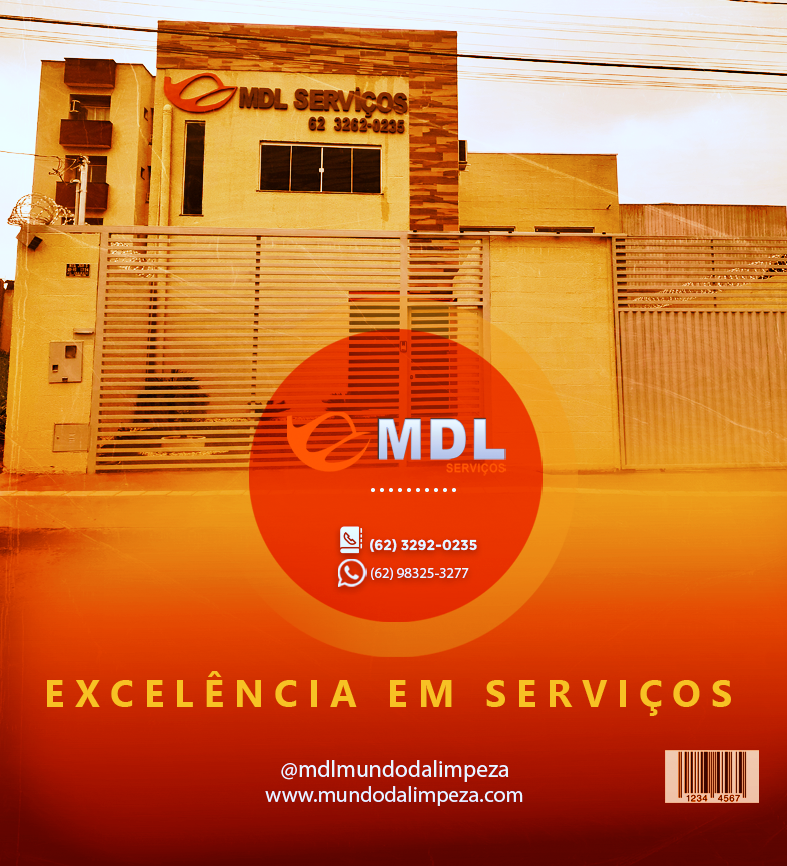 MDL SERVIÇOS
62 3262-0235
MDL
SERVIÇOS
(62) 3292-0235
(62) 98325-3277
EXCELÊNCIA EM SERVIÇOS
@mdlmundodalimpeza
www.mundodalimpeza.com
1234 4567